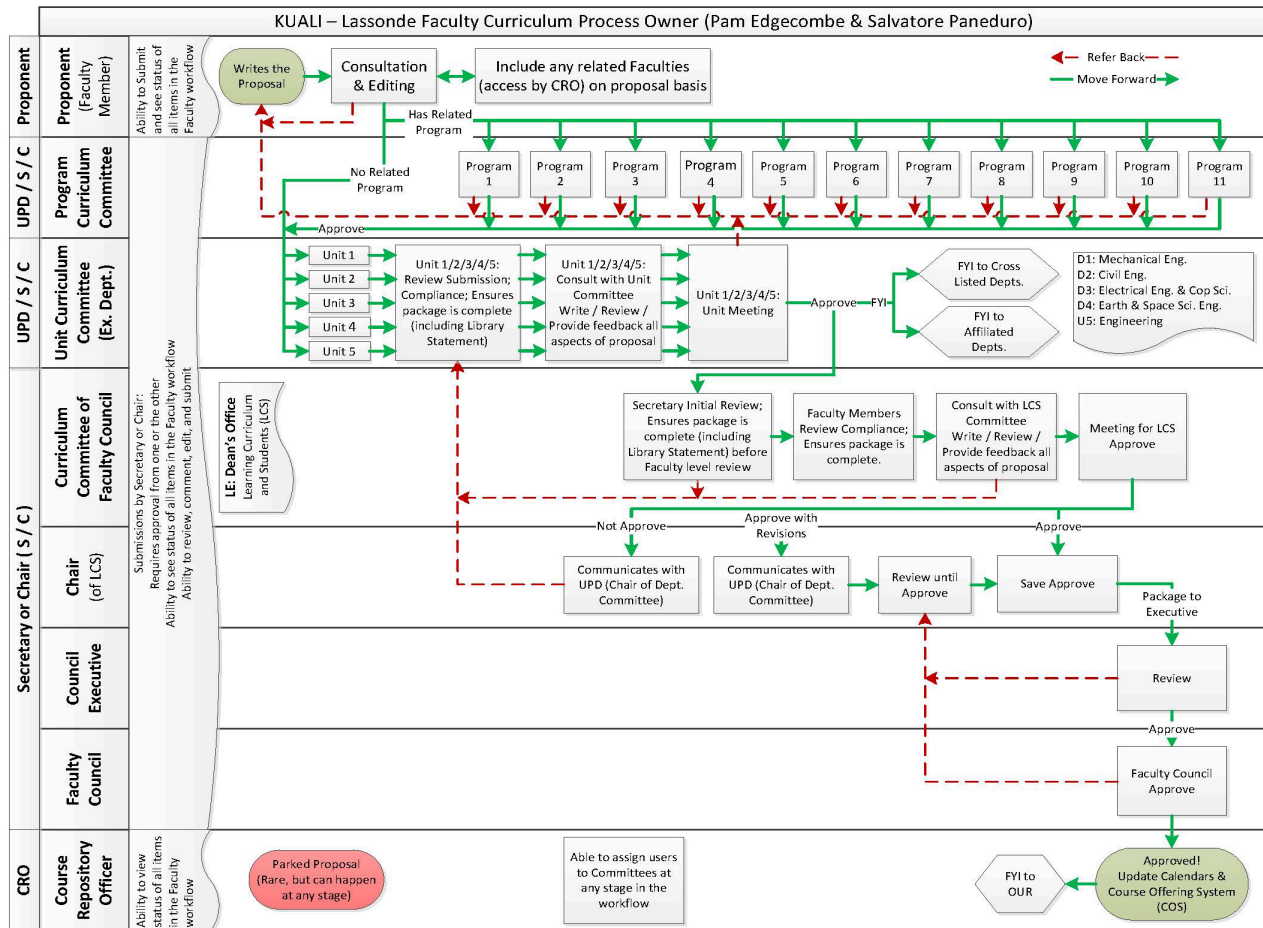 KUALI – Lassonde Faculty Curriculum Process Owner (Pam Edgecombe & Salvatore Paneduro)
Proponent
Proponent
(Faculty
Member)
Ability to Submit
and see status of
all items in the
Faculty workflow
Writes the
Proposal
Consultation
& Editing
Include any related Faculties
(access by CRO) on proposal basis
Refer Back
Move Forward
Has Related
Program
No Related
Program
UPD / S / C
Program
Curriculum
Committee
Program
1
Program
2
Program
3
Program
4
Program
5
Program
6
Program
7
Program
8
Program
9
Program
10
Program
11
Approve
UPD / S / C
Unit Curriculum
Committee
(Ex. Dept.)
Submissions by Secretary or Chair:
Requires approval from one or the other
Ability to see status of all items in the Faculty workflow
Ability to review, comment, edit, and submit
Unit 1
Unit 2
Unit 3
Unit 4
Unit 5
Unit 1/2/3/4/5:
Review Submission;
Compliance; Ensures
package is complete
(including Library
Statement)
Unit 1/2/3/4/5:
Consult with Unit
Committee
Write / Review /
Provide feedback all
aspects of proposal
Unit 1/2/3/4/5:
Unit Meeting
Approve
FYI
FYI to Cross
Listed Depts.
FYI to
Affiliated
Depts.
D1: Mechanical Eng.
D2: Civil Eng.
D3: Electrical Eng. & Cop Sci.
D4: Earth & Space Sci. Eng.
U5: Engineering
Secretary or Chair ( S / C )
Curriculum
Committee of
Faculty Council
LE: Dean's Office
Learning Curriculum
and Students (LCS)
Secretary Initial Review;
Ensures package is
complete (including
Library Statement) before
Faculty level review
Faculty Members
Review Compliance;
Ensures package is
complete.
Consult with LCS
Committee
Write / Review /
Provide feedback all
aspects of proposal
Meeting for LCS
Approve
Not Approve
Approve with
Revisions
Approve
Chair
(of LCS)
Communicates with
UPD (Chair of Dept.
Committee)
Communicates with
UPD (Chair of Dept.
Committee)
Review until
Approve
Save Approve
Package to
Executive
Council
Executive
Review
Approve
Faculty
Council
Faculty Council
Approve
CRO
Course
Repository
Officer
Ability to view
status of all items
in the Faculty
workflow
Parked Proposal
(Rare, but can happen
at any stage)
Able to assign users
to Committees at
any stage in the
workflow
FYI to
OUR
Approved!
Update Calendars &
Course Offering System
(COS)